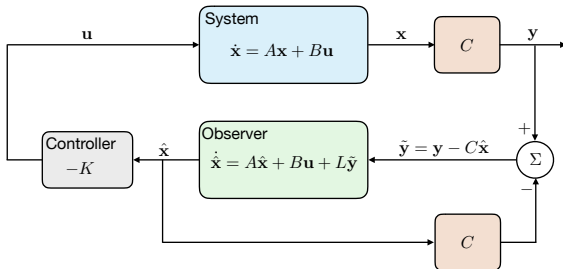 System
u
ẋ = Ax + Bu
x
C
y
+
Controller
−K
x̂
Observer
x̂̇ = Ax̂ + Bu + Lỹ
ỹ = y − Cx̂
Σ
−
C